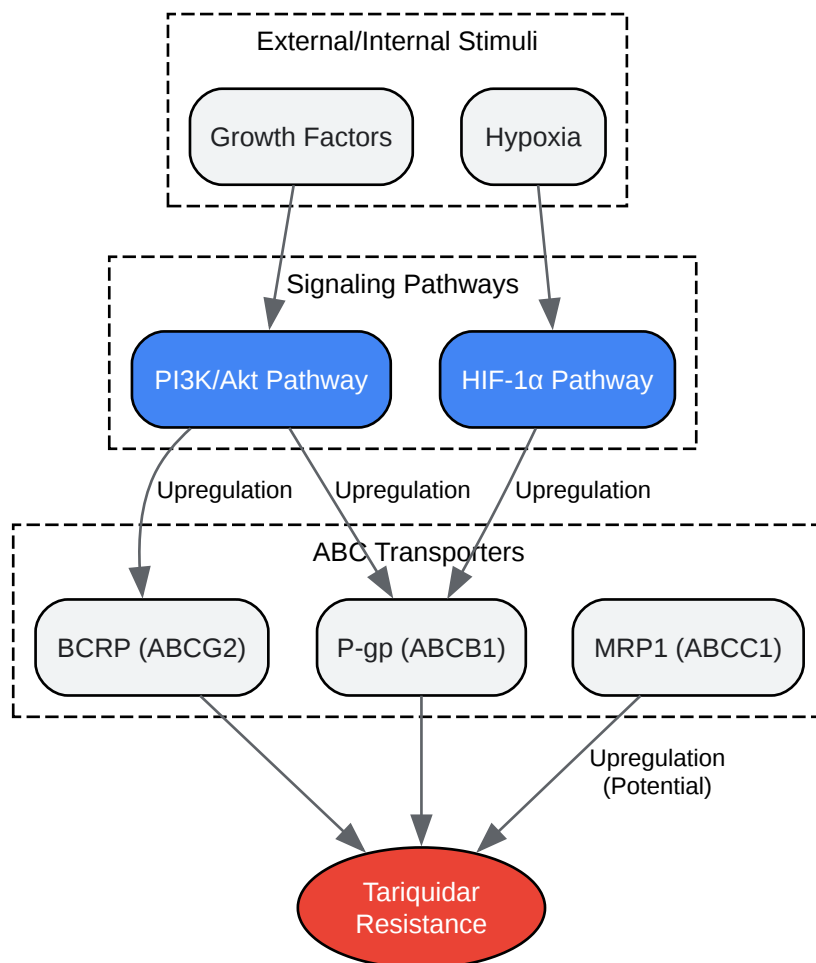 External/Internal Stimuli
Growth Factors
Hypoxia
Signaling Pathways
PI3K/Akt Pathway
HIF-1α Pathway
Upregulation
Upregulation
Upregulation
ABC Transporters
BCRP (ABCG2)
P-gp (ABCB1)
MRP1 (ABCC1)
Upregulation
(Potential)
Tariquidar
Resistance